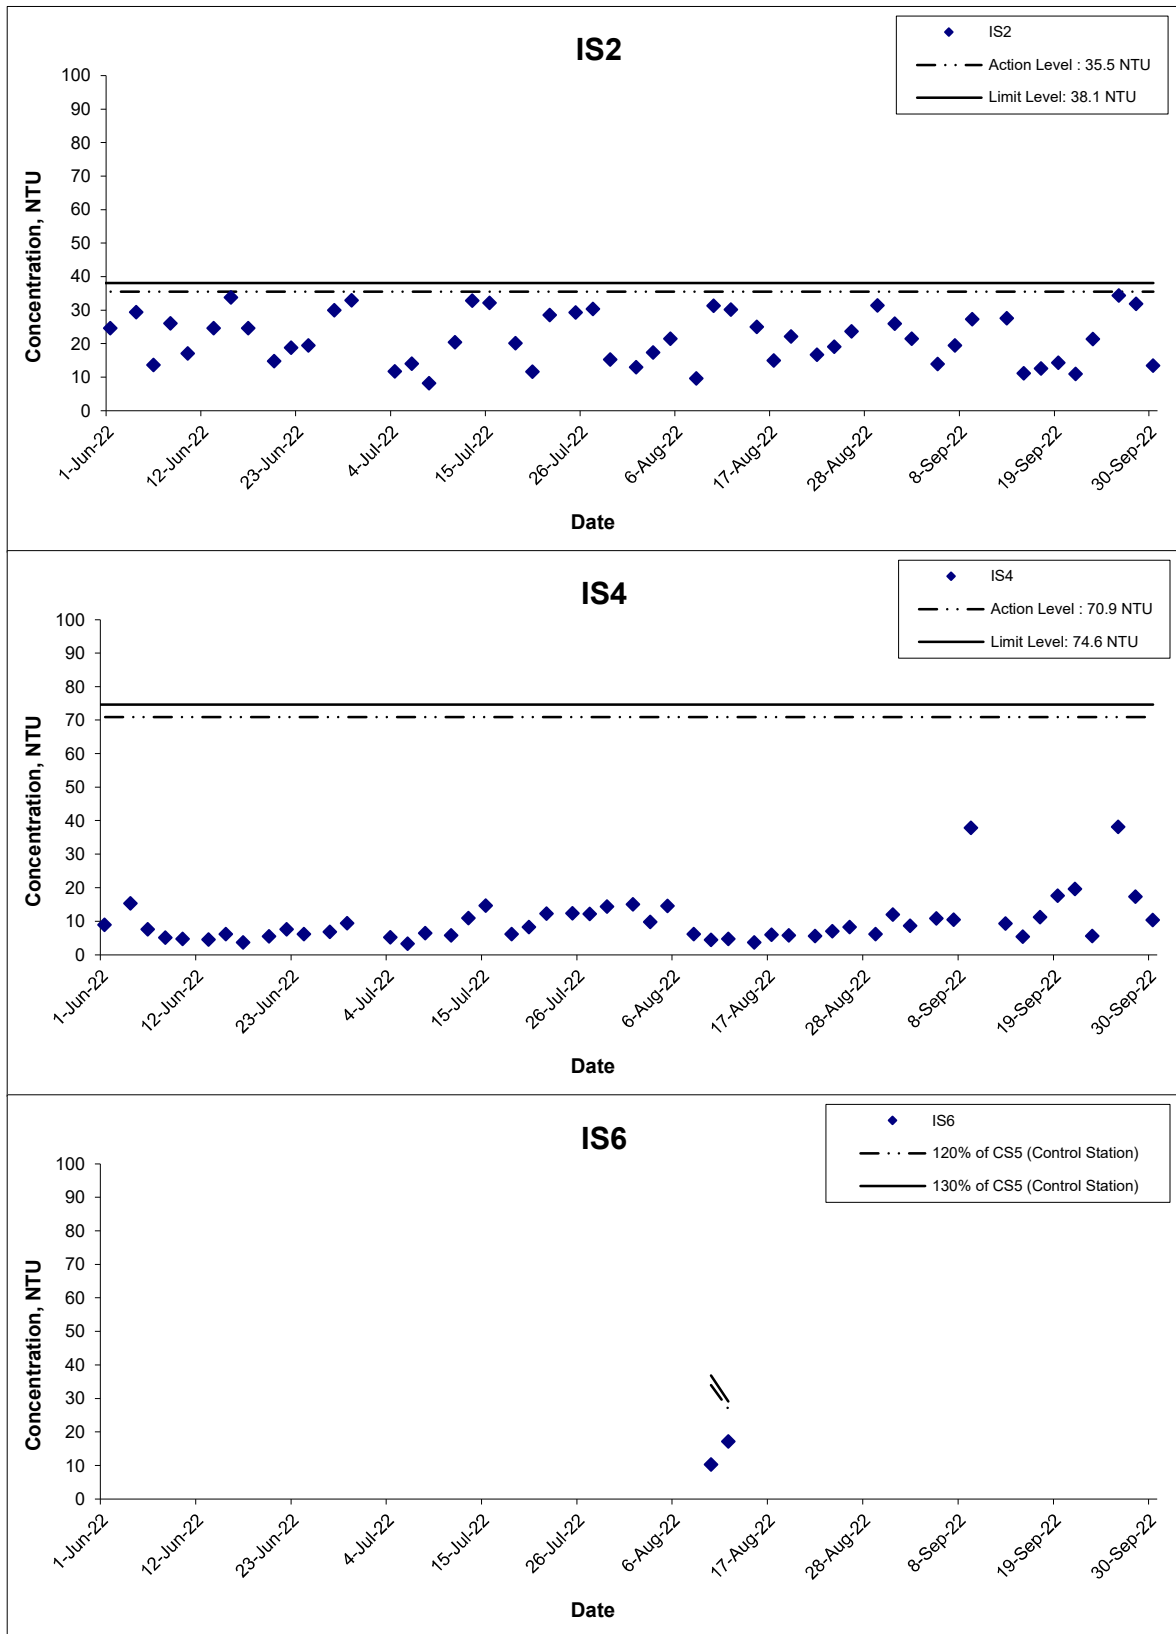 IS2
IS2
Action Level : 35.5 NTU
Limit Level: 38.1 NTU
Concentration, NTU
100
90
80
70
60
50
40
30
20
10
0
1-Jun-22
12-Jun-22
23-Jun-22
4-Jul-22
15-Jul-22
26-Jul-22
6-Aug-22
17-Aug-22
28-Aug-22
8-Sep-22
19-Sep-22
30-Sep-22
Date
IS4
IS4
Action Level : 70.9 NTU
Limit Level: 74.6 NTU
Concentration, NTU
100
90
80
70
60
50
40
30
20
10
0
1-Jun-22
12-Jun-22
23-Jun-22
4-Jul-22
15-Jul-22
26-Jul-22
6-Aug-22
17-Aug-22
28-Aug-22
8-Sep-22
19-Sep-22
30-Sep-22
Date
IS6
IS6
120% of CS5 (Control Station)
130% of CS5 (Control Station)
Concentration, NTU
100
90
80
70
60
50
40
30
20
10
0
1-Jun-22
12-Jun-22
23-Jun-22
4-Jul-22
15-Jul-22
26-Jul-22
6-Aug-22
17-Aug-22
28-Aug-22
8-Sep-22
19-Sep-22
30-Sep-22
Date